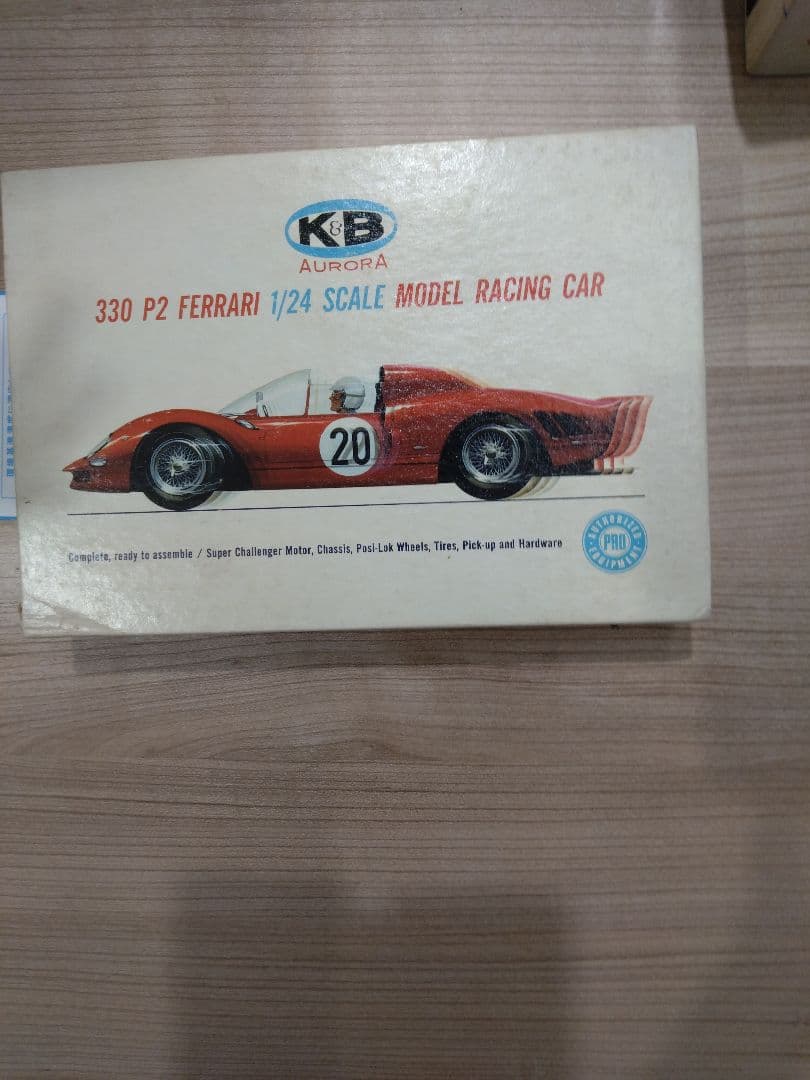 K&B
AURORA
330 P2 FERRARI 1/24 SCALE MODEL RACING CAR
20
Complete, ready to assemble / Super Challenger Motor, Chassis, Posi-Lok Wheels, Tires, Pick-up and Hardware
AUTHORIZED
PRO
EQUIPMENT